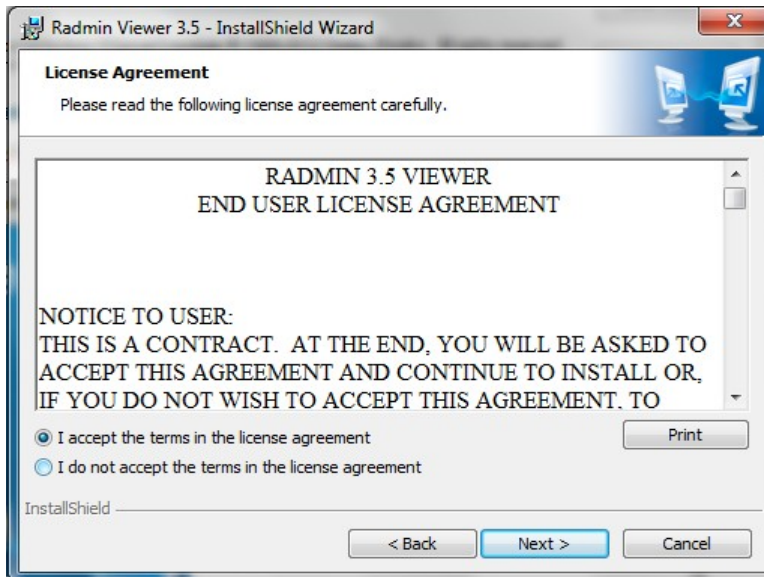 Radmin Viewer 3.5 - InstallShield Wizard
License Agreement
Please read the following license agreement carefully.
RADMIN 3.5 VIEWER
END USER LICENSE AGREEMENT
NOTICE TO USER:
THIS IS A CONTRACT.  AT THE END, YOU WILL BE ASKED TO
ACCEPT THIS AGREEMENT AND CONTINUE TO INSTALL OR,
IF YOU DO NOT WISH TO ACCEPT THIS AGREEMENT, TO
I accept the terms in the license agreement
Print
I do not accept the terms in the license agreement
InstallShield
< Back
Next >
Cancel